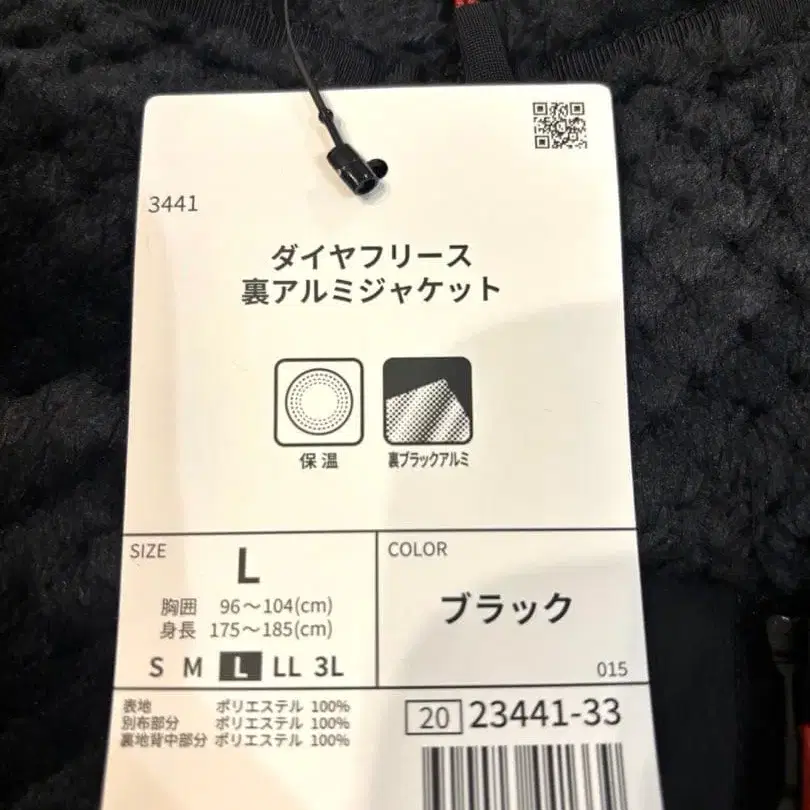 3441
ダイヤフリース
裏アルミジャケット
保温
裏ブラックアルミ
SIZE
L
胸囲 96～104(cm)
身長 175～185(cm)
S M L LL 3L
COLOR
ブラック
015
表地 ポリエステル 100%
別布部分 ポリエステル 100%
裏地背中部分 ポリエステル 100%
20 23441-33